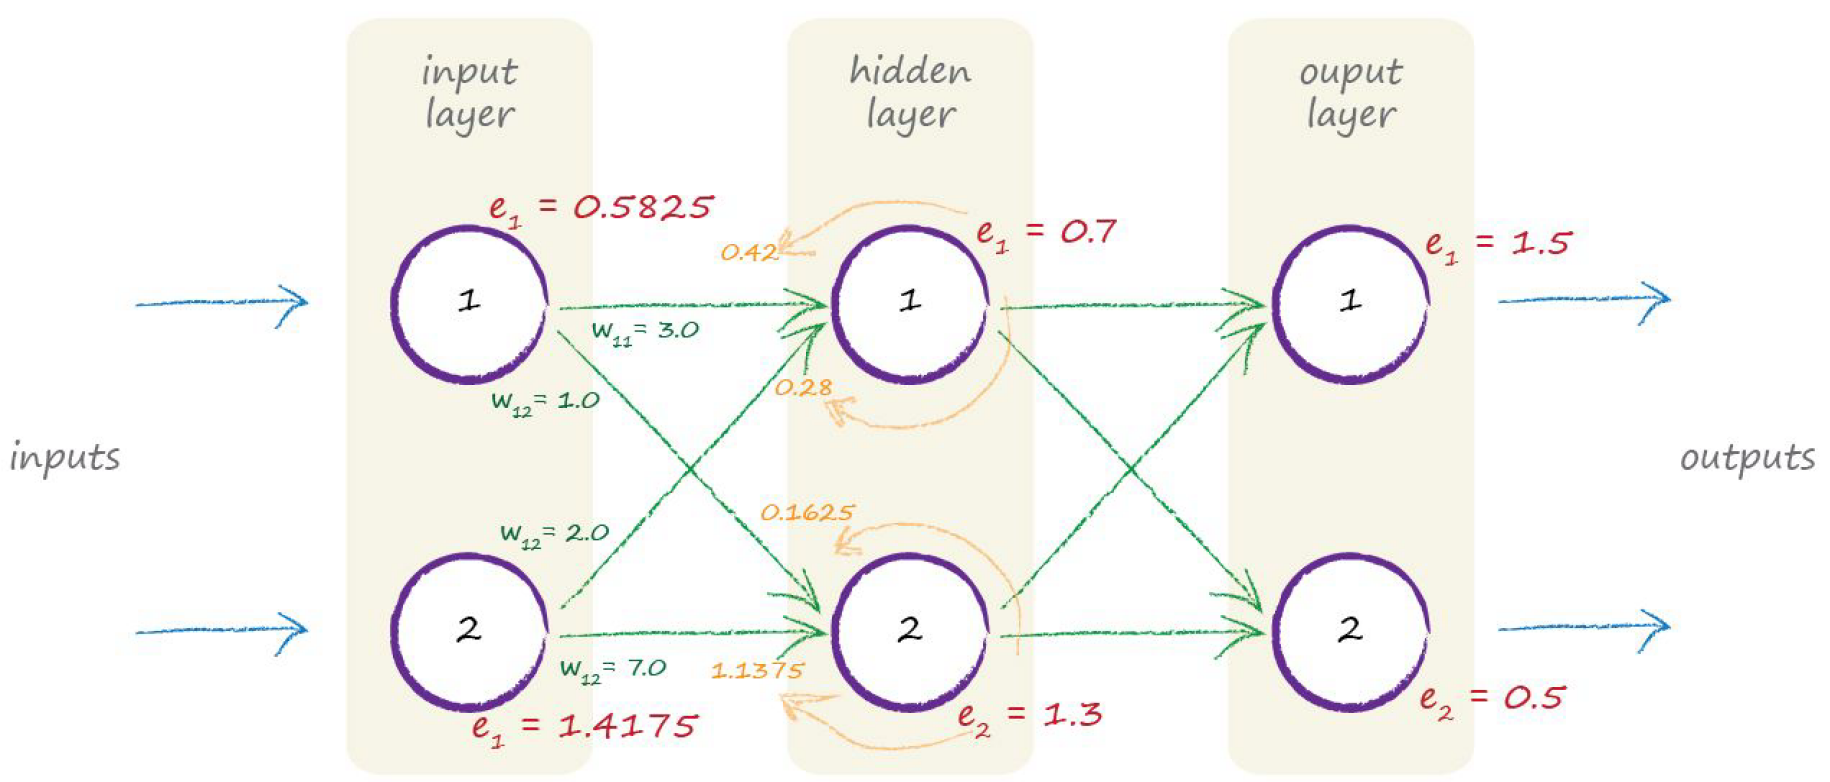 input
layer
hidden
layer
ouput
layer
e1 = 0.5825
e1 = 0.7
e1 = 1.5
0.42
1
1
1
w11= 3.0
w12= 1.0
0.28
inputs
outputs
0.1625
w12= 2.0
2
2
2
w12= 7.0
1.1375
e1 = 1.4175
e2 = 1.3
e2 = 0.5